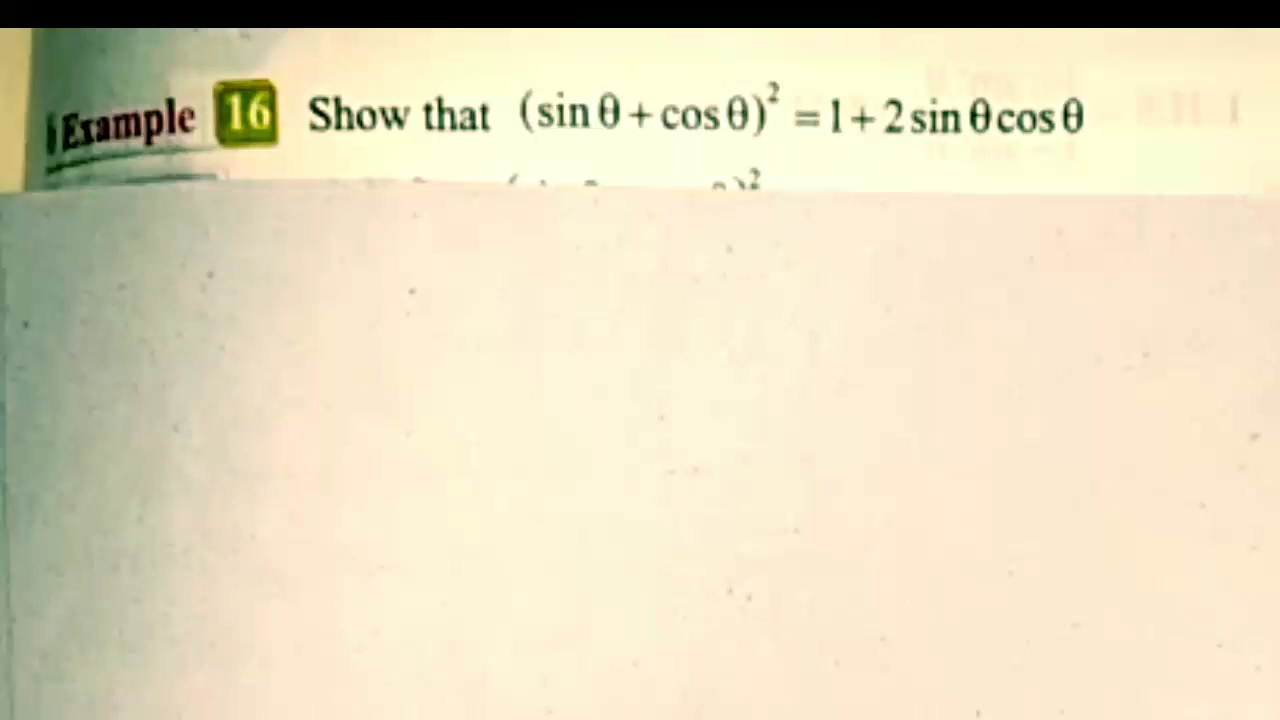 Example 16 Show that (sin θ + cos θ)² = 1 + 2 sin θ cos θ